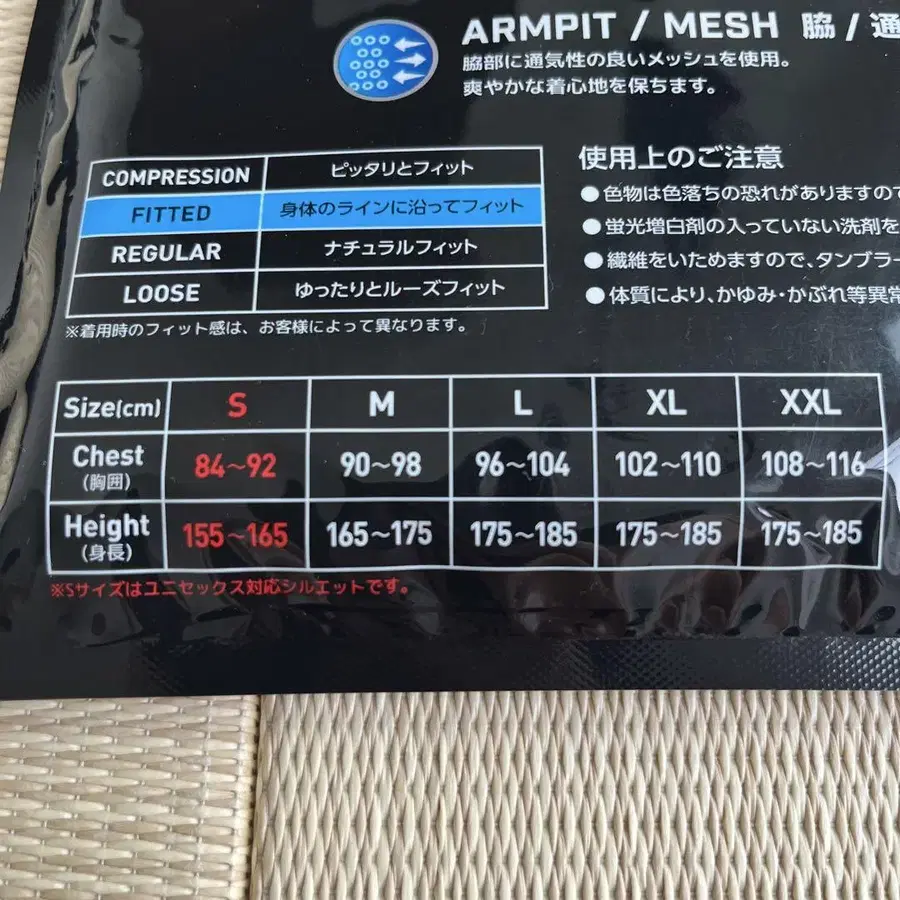 ARMPIT / MESH 脇 / 通
脇部に通気性の良いメッシュを使用。
爽やかな着心地を保ちます。
COMPRESSION ピッタリとフィット
FITTED 身体のラインに沿ってフィット
REGULAR ナチュラルフィット
LOOSE ゆったりとルーズフィット
※着用時のフィット感は、お客様によって異なります。
使用上のご注意
●色物は色落ちの恐れがありますので
●蛍光増白剤の入っていない洗剤を
●繊維をいためますので、タンブラー
●体質により、かゆみ・かぶれ等異常
Size(cm) S M L XL XXL
Chest (胸囲) 84~92 90~98 96~104 102~110 108~116
Height (身長) 155~165 165~175 175~185 175~185 175~185
※Sサイズはユニセックス対応シルエットです。